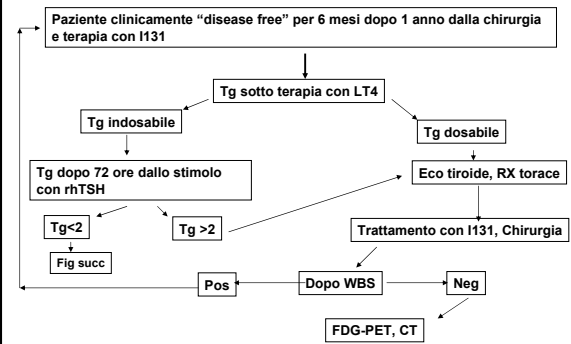 Paziente clinicamente “disease free” per 6 mesi dopo 1 anno dalla chirurgia
e terapia con I131
Tg sotto terapia con LT4
Tg indosabile
Tg dosabile
Tg dopo 72 ore dallo stimolo
con rhTSH
Eco tiroide, RX torace
Tg<2
Tg >2
Trattamento con I131, Chirurgia
Fig succ
Pos
Dopo WBS
Neg
FDG-PET, CT